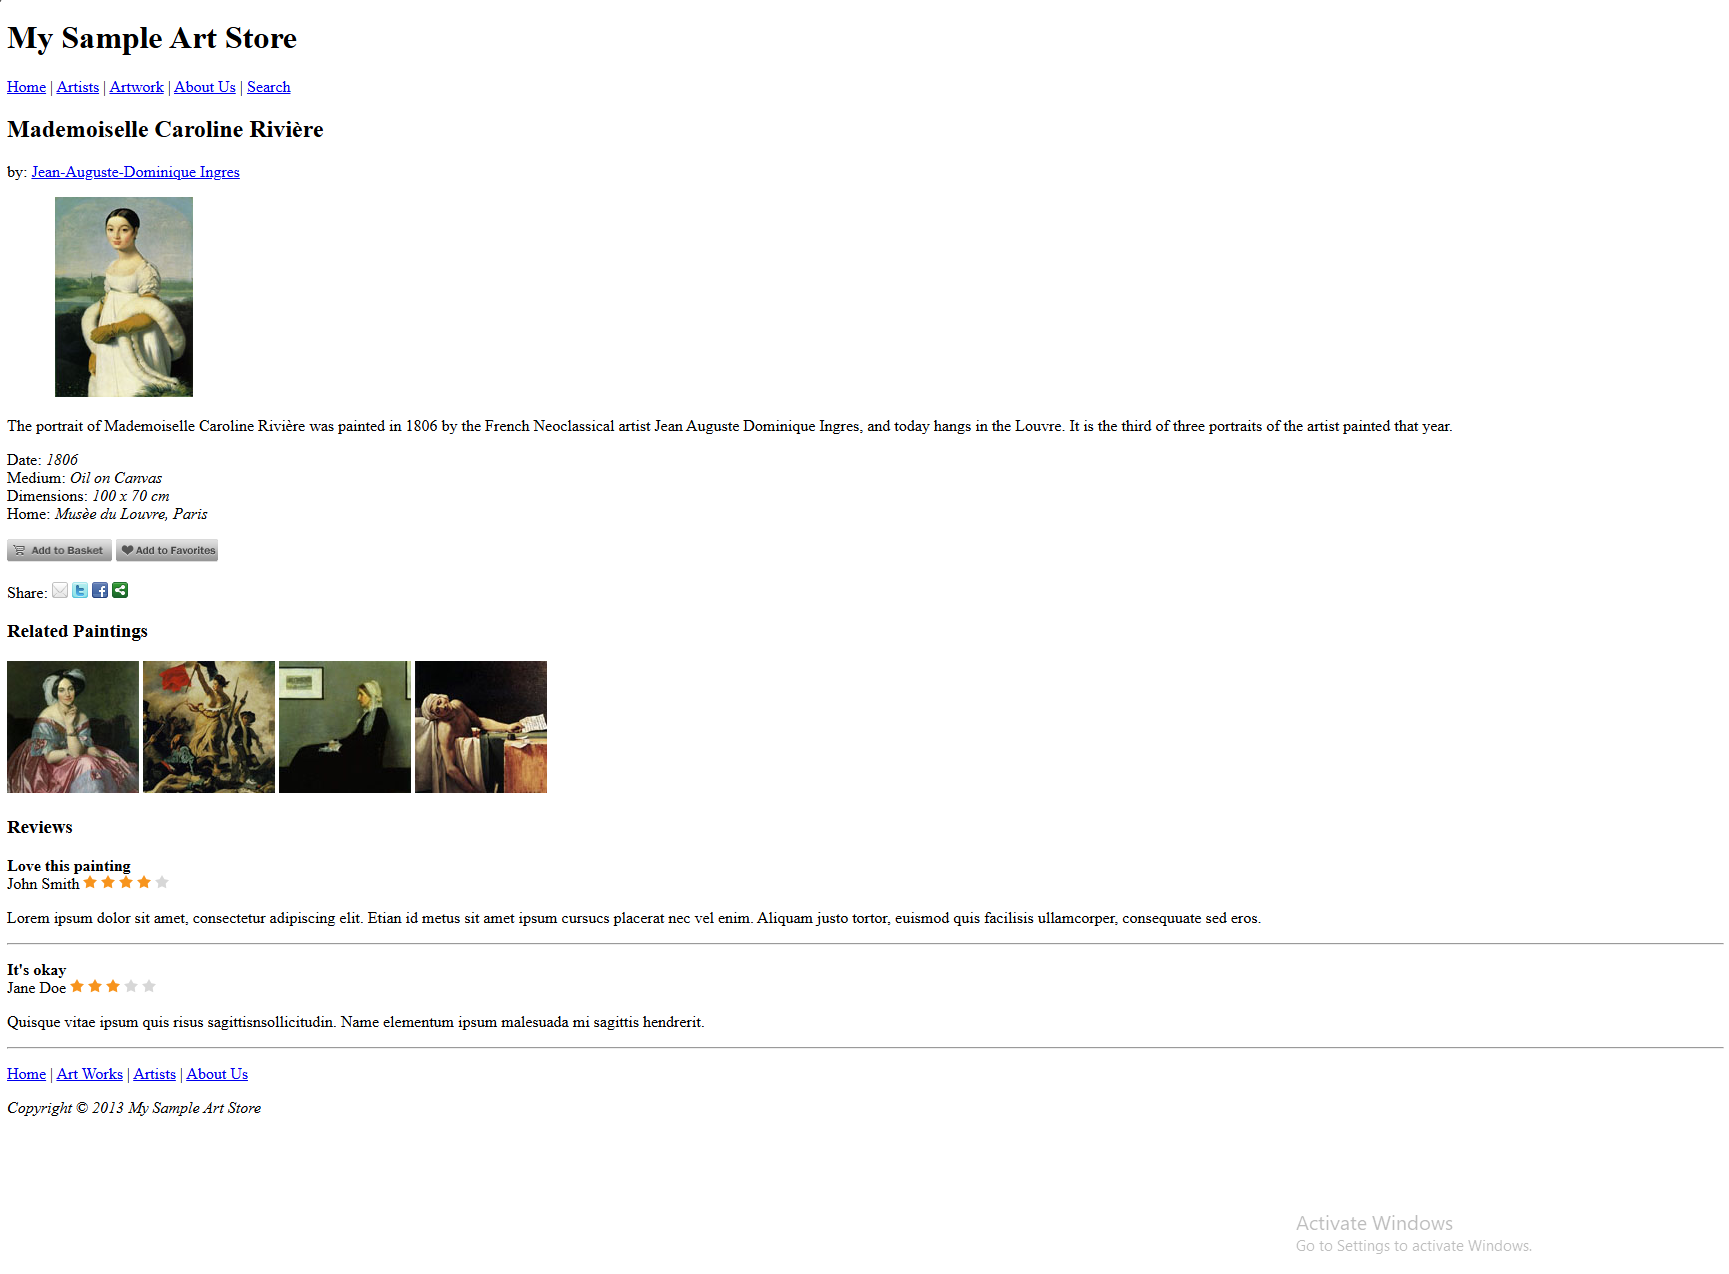 My Sample Art Store
Home | Artists | Artwork | About Us | Search
Mademoiselle Caroline Rivière
by: Jean-Auguste-Dominique Ingres
The portrait of Mademoiselle Caroline Rivière was painted in 1806 by the French Neoclassical artist Jean Auguste Dominique Ingres, and today hangs in the Louvre. It is the third of three portraits of the artist painted that year.
Date: 1806
Medium: Oil on Canvas
Dimensions: 100 x 70 cm
Home: Musèe du Louvre, Paris
Add to Basket Add to Favorites
Share:
Related Paintings
Reviews
Love this painting
John Smith
Lorem ipsum dolor sit amet, consectetur adipiscing elit. Etian id metus sit amet ipsum cursucs placerat nec vel enim. Aliquam justo tortor, euismod quis facilisis ullamcorper, consequuate sed eros.
It's okay
Jane Doe
Quisque vitae ipsum quis risus sagittisnsollicitudin. Name elementum ipsum malesuada mi sagittis hendrerit.
Home | Art Works | Artists | About Us
Copyright © 2013 My Sample Art Store
Activate Windows
Go to Settings to activate Windows.